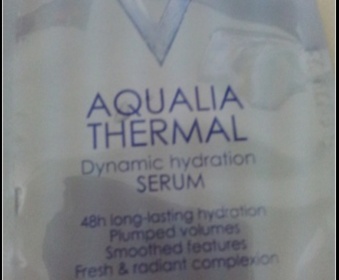 AQUALIA
THERMAL
Dynamic hydration
SERUM
48h long-lasting hydration
Plumped volumes
Smoothed features
Fresh & radiant complexion